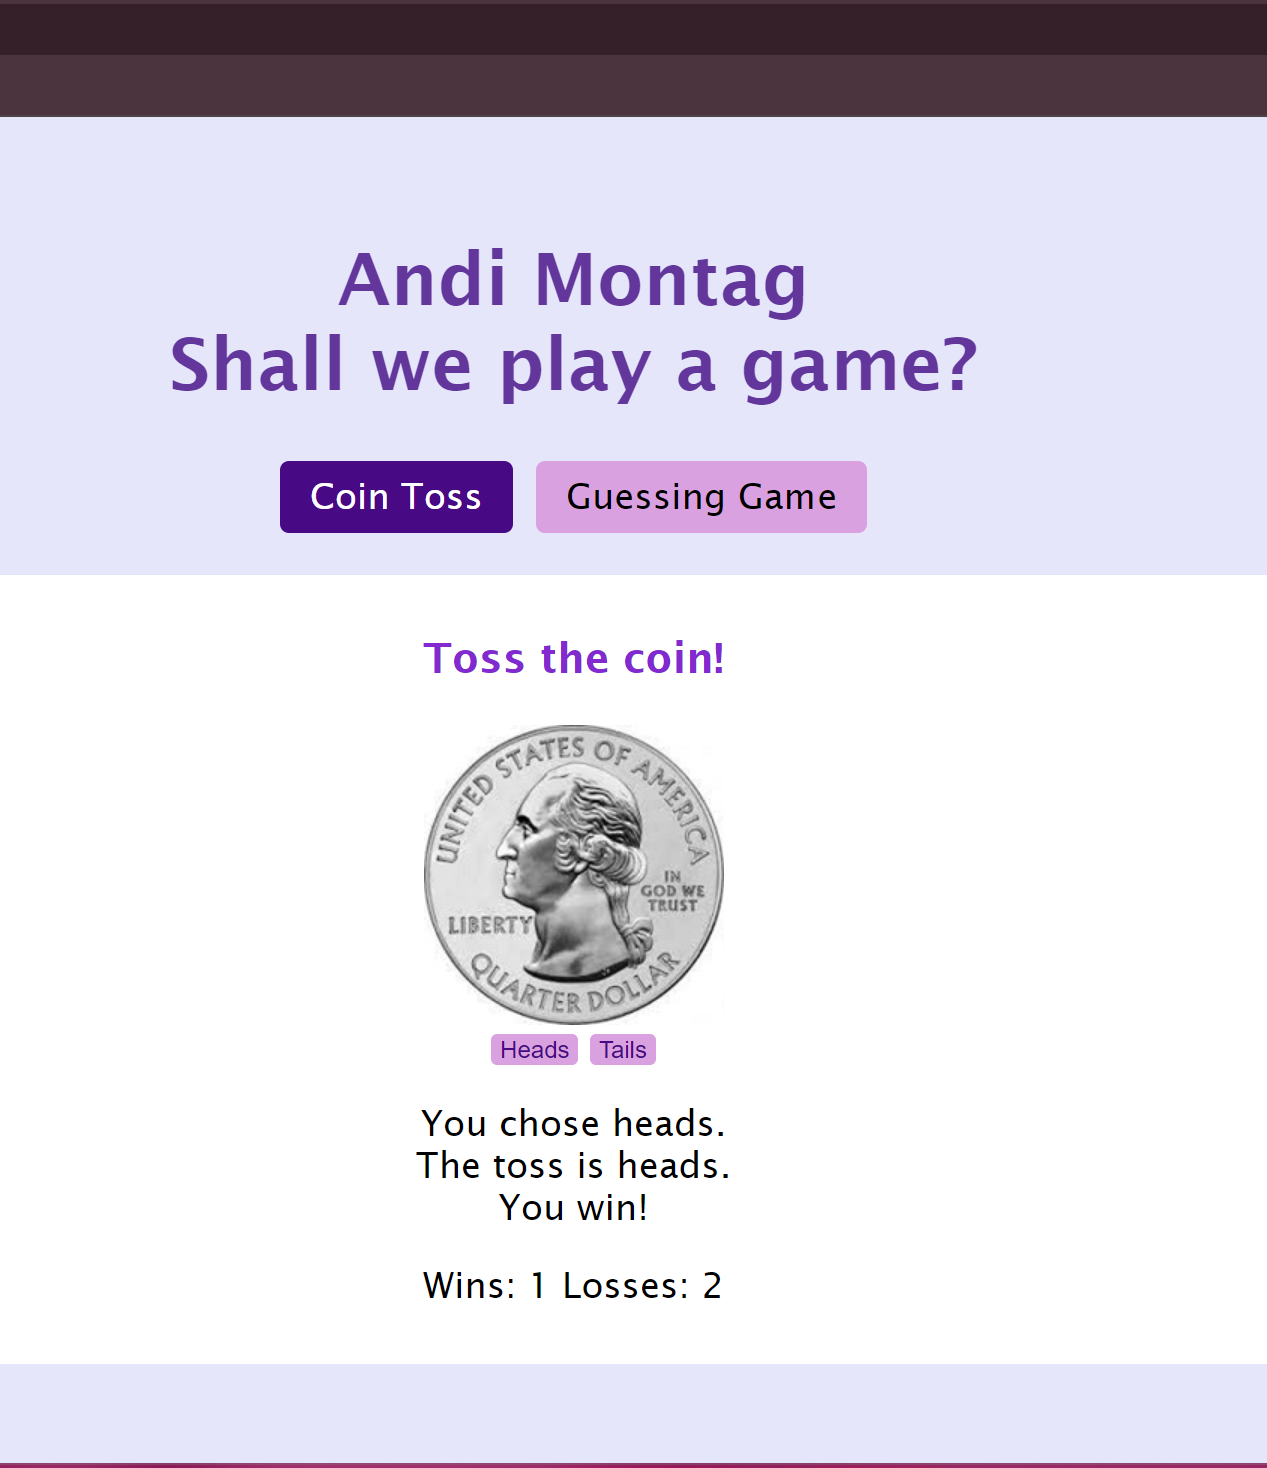 Andi Montag
Shall we play a game?
Coin Toss
Guessing Game
Toss the coin!
UNITED STATES OF AMERICA
IN
GOD WE
TRUST
LIBERTY
QUARTER DOLLAR
Heads
Tails
You chose heads.
The toss is heads.
You win!
Wins: 1 Losses: 2